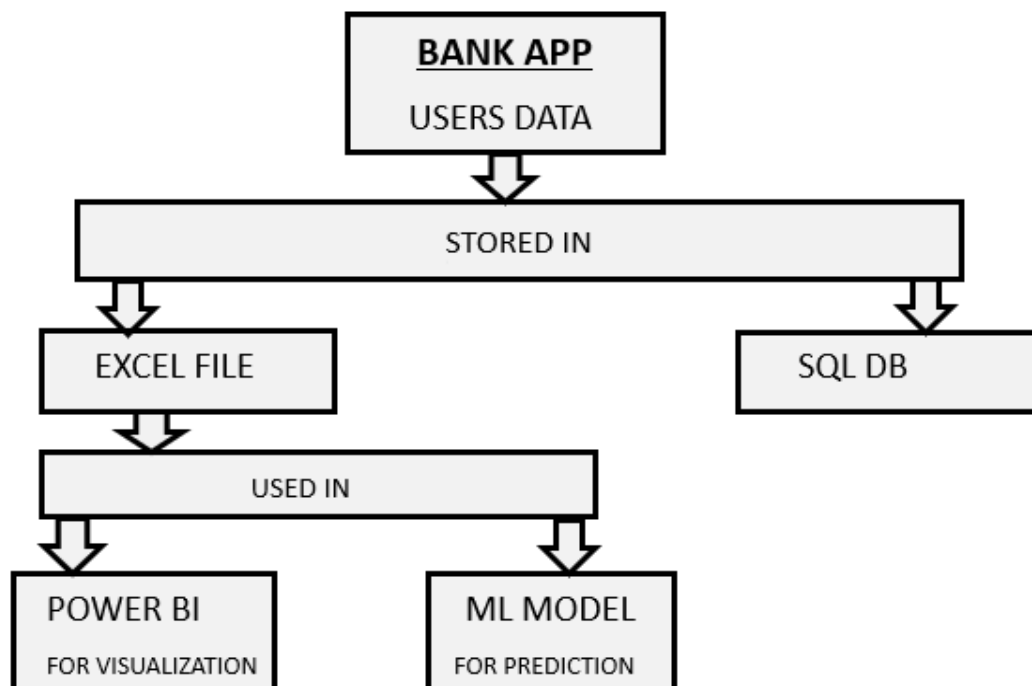 BANK APP
USERS DATA
STORED IN
EXCEL FILE
SQL DB
USED IN
POWER BI
FOR VISUALIZATION
ML MODEL
FOR PREDICTION